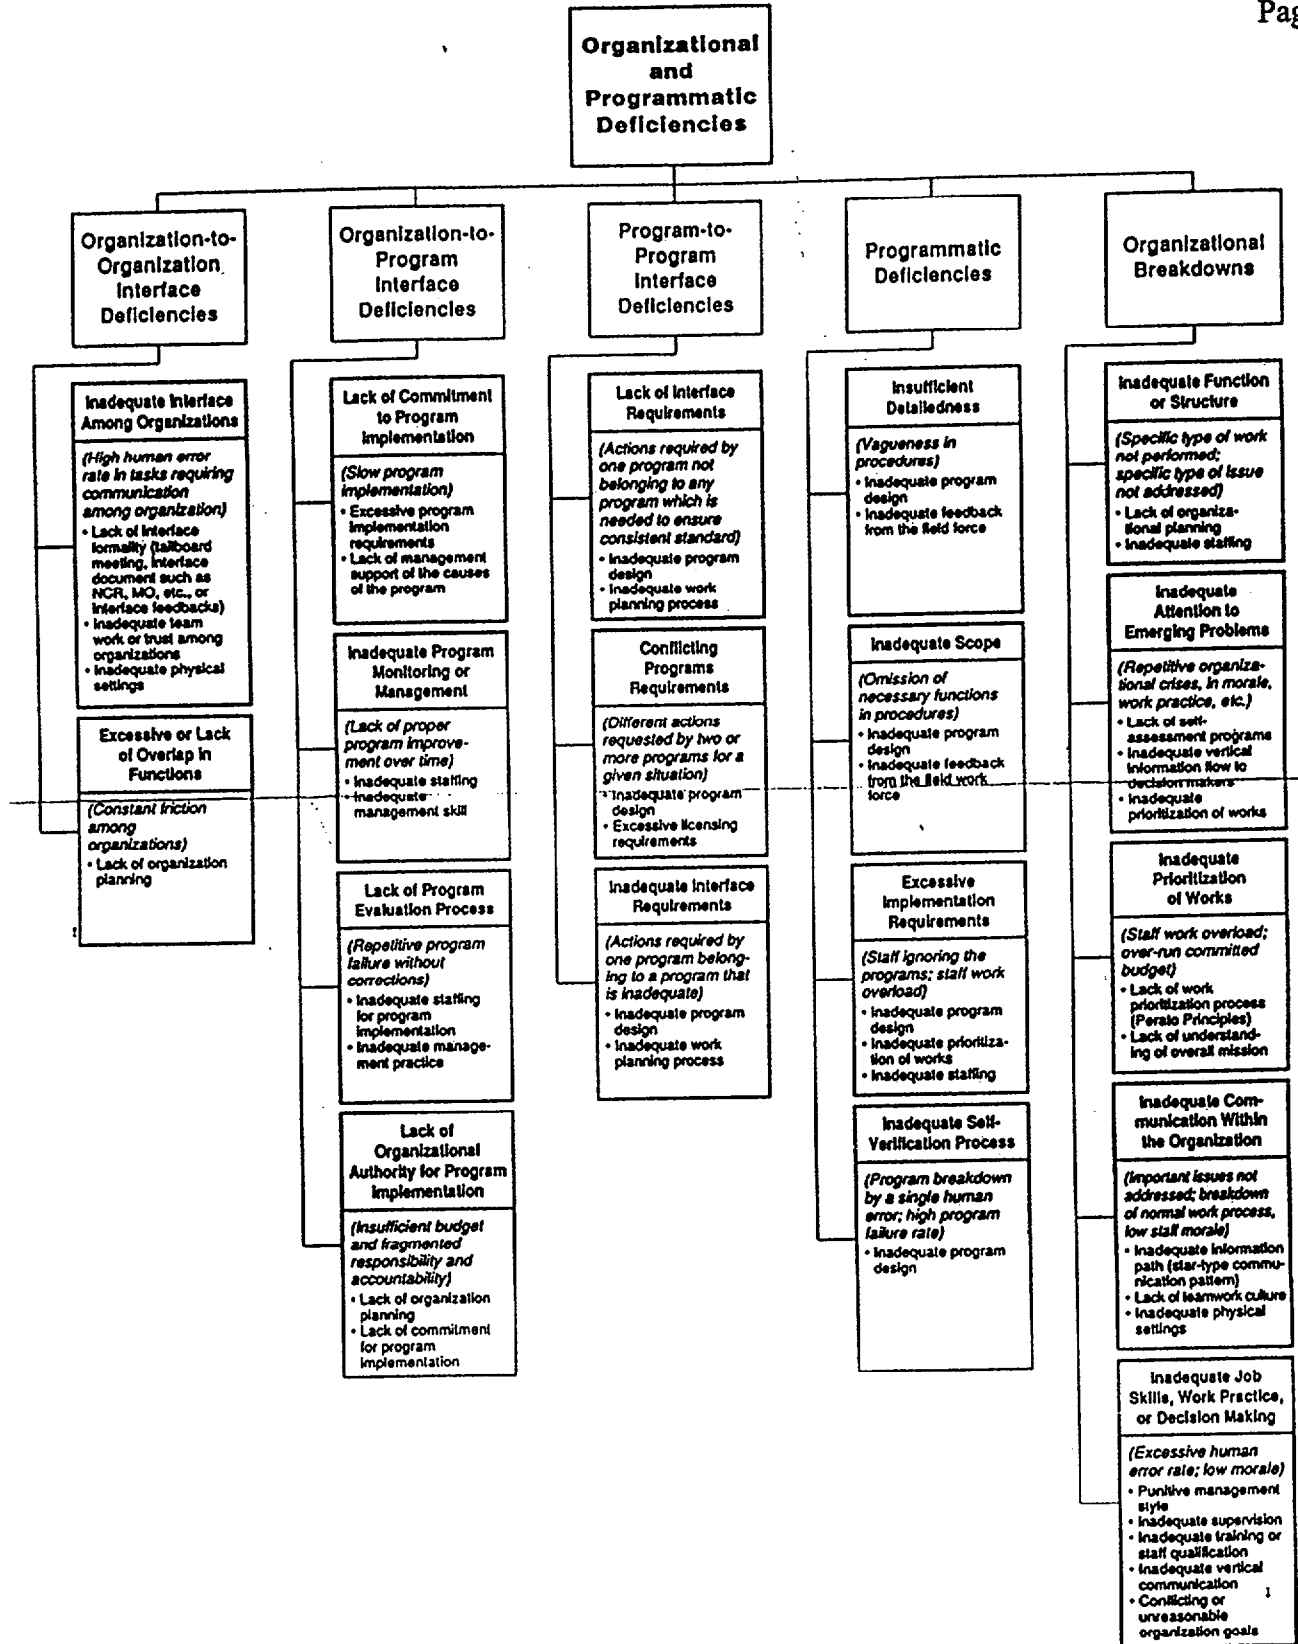 Pag
Organizational
and
Programmatic
Deficiencies
Organization-to-
Organization
Interface
Deficiencies
Inadequate Interface
Among Organizations
(High human error
rate in tasks requiring
communication
among organization)
• Lack of Interface
formality (tailboard
meeting, interface
document such as
NCR, MO, etc., or
interface feedbacks)
• Inadequate team
work or trust among
organizations
• Inadequate physical
settings
Excessive or Lack
of Overlap in
Functions
(Constant friction
among
organizations)
• Lack of organization
planning
Organization-to-
Program
Interface
Deficiencies
Lack of Commitment
to Program
Implementation
(Slow program
implementation)
• Excessive program
implementation
requirements
• Lack of management
support of the causes
of the program
Inadequate Program
Monitoring or
Management
(Lack of proper
program improve-
ment over time)
• Inadequate staffing
• Inadequate
management skill
Lack of Program
Evaluation Process
(Repetitive program
failure without
corrections)
• Inadequate staffing
for program
implementation
• Inadequate manage-
ment practice
Lack of
Organizational
Authority for Program
Implementation
(Insufficient budget
and fragmented
responsibility and
accountability)
• Lack of organization
planning
• Lack of commitment
for program
implementation
Program-to-
Program
Interface
Deficiencies
Lack of Interface
Requirements
(Actions required by
one program not
belonging to any
program which is
needed to ensure
consistent standard)
• Inadequate program
design
• Inadequate work
planning process
Conflicting
Programs
Requirements
(Different actions
requested by two or
more programs for a
given situation)
• Inadequate program
design
• Excessive licensing
requirements
Inadequate Interface
Requirements
(Actions required by
one program belong-
ing to a program that
is inadequate)
• Inadequate program
design
• Inadequate work
planning process
Programmatic
Deficiencies
Insufficient
Detailedness
(Vagueness in
procedures)
• Inadequate program
design
• Inadequate feedback
from the field force
Inadequate Scope
(Omission of
necessary functions
in procedures)
• Inadequate program
design
• Inadequate feedback
from the field work
force
Excessive
Implementation
Requirements
(Staff ignoring the
programs; staff work
overload)
• Inadequate program
design
• Inadequate prioritiza-
tion of works
• Inadequate staffing
Inadequate Self-
Verification Process
(Program breakdown
by a single human
error; high program
failure rate)
• Inadequate program
design
Organizational
Breakdowns
Inadequate Function
or Structure
(Specific type of work
not performed;
specific type of issue
not addressed)
• Lack of organiza-
tional planning
• Inadequate staffing
Inadequate
Attention to
Emerging Problems
(Repetitive organiza-
tional crises, in morale,
work practice, etc.)
• Lack of self-
assessment programs
• Inadequate vertical
information flow to
decision makers
• Inadequate
prioritization of works
Inadequate
Prioritization
of Works
(Staff work overload;
over-run committed
budget)
• Lack of work
prioritization process
(Perato Principles)
• Lack of understand-
ing of overall mission
Inadequate Com-
munication Within
the Organization
(Important issues not
addressed; breakdown
of normal work process,
low staff morale)
• Inadequate information
path (star-type commu-
nication pattern)
• Lack of teamwork culture
• Inadequate physical
settings
Inadequate Job
Skills, Work Practice,
or Decision Making
(Excessive human
error rate; low morale)
• Punitive management
style
• Inadequate supervision
• Inadequate training or
staff qualification
• Inadequate vertical
communication
• Conflicting or
unreasonable
organization goals